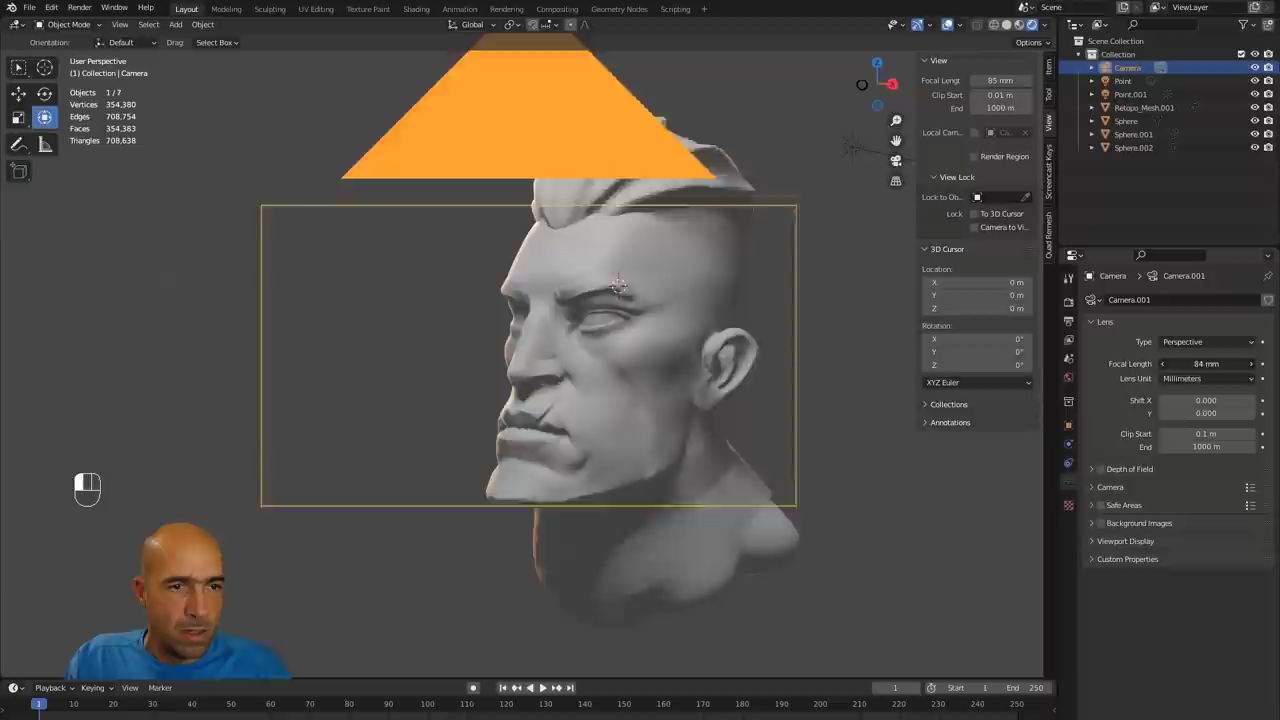 File Edit Render Window Help Layout Modeling Sculpting UV Editing Texture Paint Shading Animation Rendering Compositing Geometry Nodes Scripting + Scene ViewLayer
Object Mode View Select Add Object Global Options
Orientation: Default Drag: Select Box
User Perspective
(1) Collection | Camera
Objects 1/7
Vertices 354,380
Edges 708,754
Faces 354,383
Triangles 708,638
Z
View
Focal Lengt 85 mm
Clip Start 0.01 m
End 1000 m
Local Cam...
Render Region
View Lock
Lock to Ob...
Lock To 3D Cursor
Camera to Vi...
3D Cursor
Location:
X 0 m
Y 0 m
Z 0 m
Rotation:
X 0°
Y 0°
Z 0°
XYZ Euler
Collections
Annotations
Item
Tool
View
Screencast Keys
Quad Remesh
Scene Collection
Collection
Camera
Point
Point.001
Retopo_Mesh.001
Sphere
Sphere.001
Sphere.002
Camera Camera.001
Camera.001
Lens
Type Perspective
Focal Length 84 mm
Lens Unit Millimeters
Shift X 0.000
Y 0.000
Clip Start 0.1 m
End 1000 m
Depth of Field
Camera
Safe Areas
Background Images
Viewport Display
Custom Properties
Playback Keying View Marker 1 Start 1 End 250
1 10 20 30 40 50 60 70 80 90 100 110 120 130 140 150 160 170 180 190 200 210 220 230 240 250